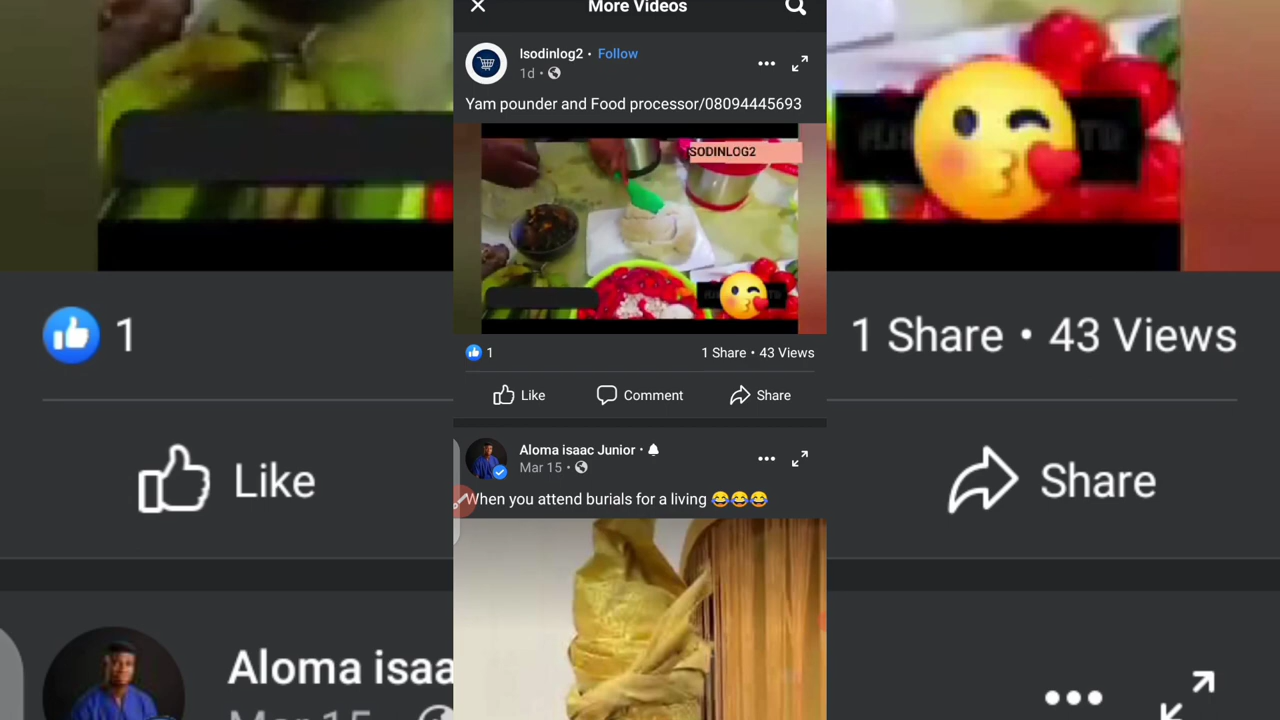 More Videos
Isodinlog2 · Follow
1d ·
Yam pounder and Food processor/08094445693
SODINLOG2
1
1 Share · 43 Views
Like
Comment
Share
Aloma isaac Junior ·
Mar 15 ·
When you attend burials for a living 😂😂😂
1
1 Share · 43 Views
Like
Share
Aloma isaa
Mar 15